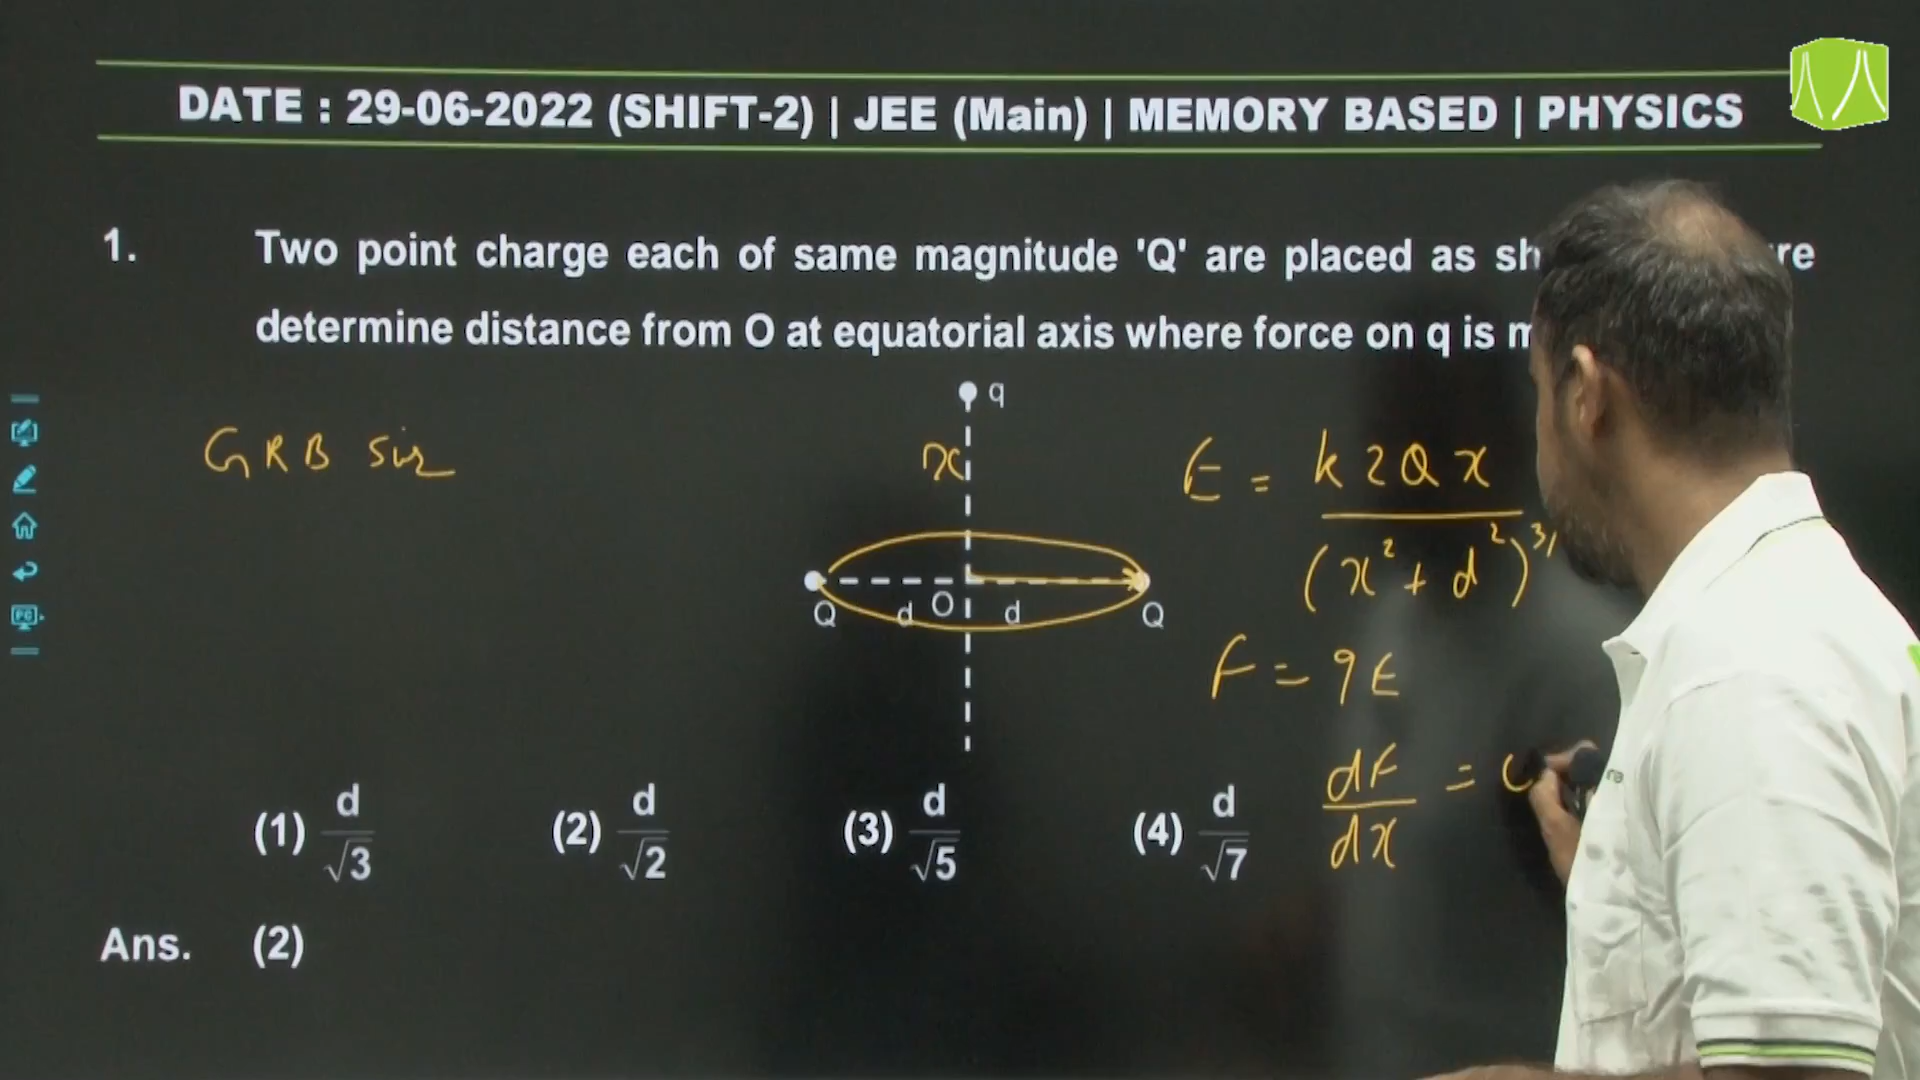 DATE : 29-06-2022 (SHIFT-2) | JEE (Main) | MEMORY BASED | PHYSICS
1. Two point charge each of same magnitude 'Q' are placed as
determine distance from O at equatorial axis where force on q is
q
GRB Sir
x
E = k2Qx / (x² + d²)
Q d O d Q
F = qE
dF/dx =
(1) d/√3 (2) d/√2 (3) d/√5 (4) d/√7
Ans. (2)